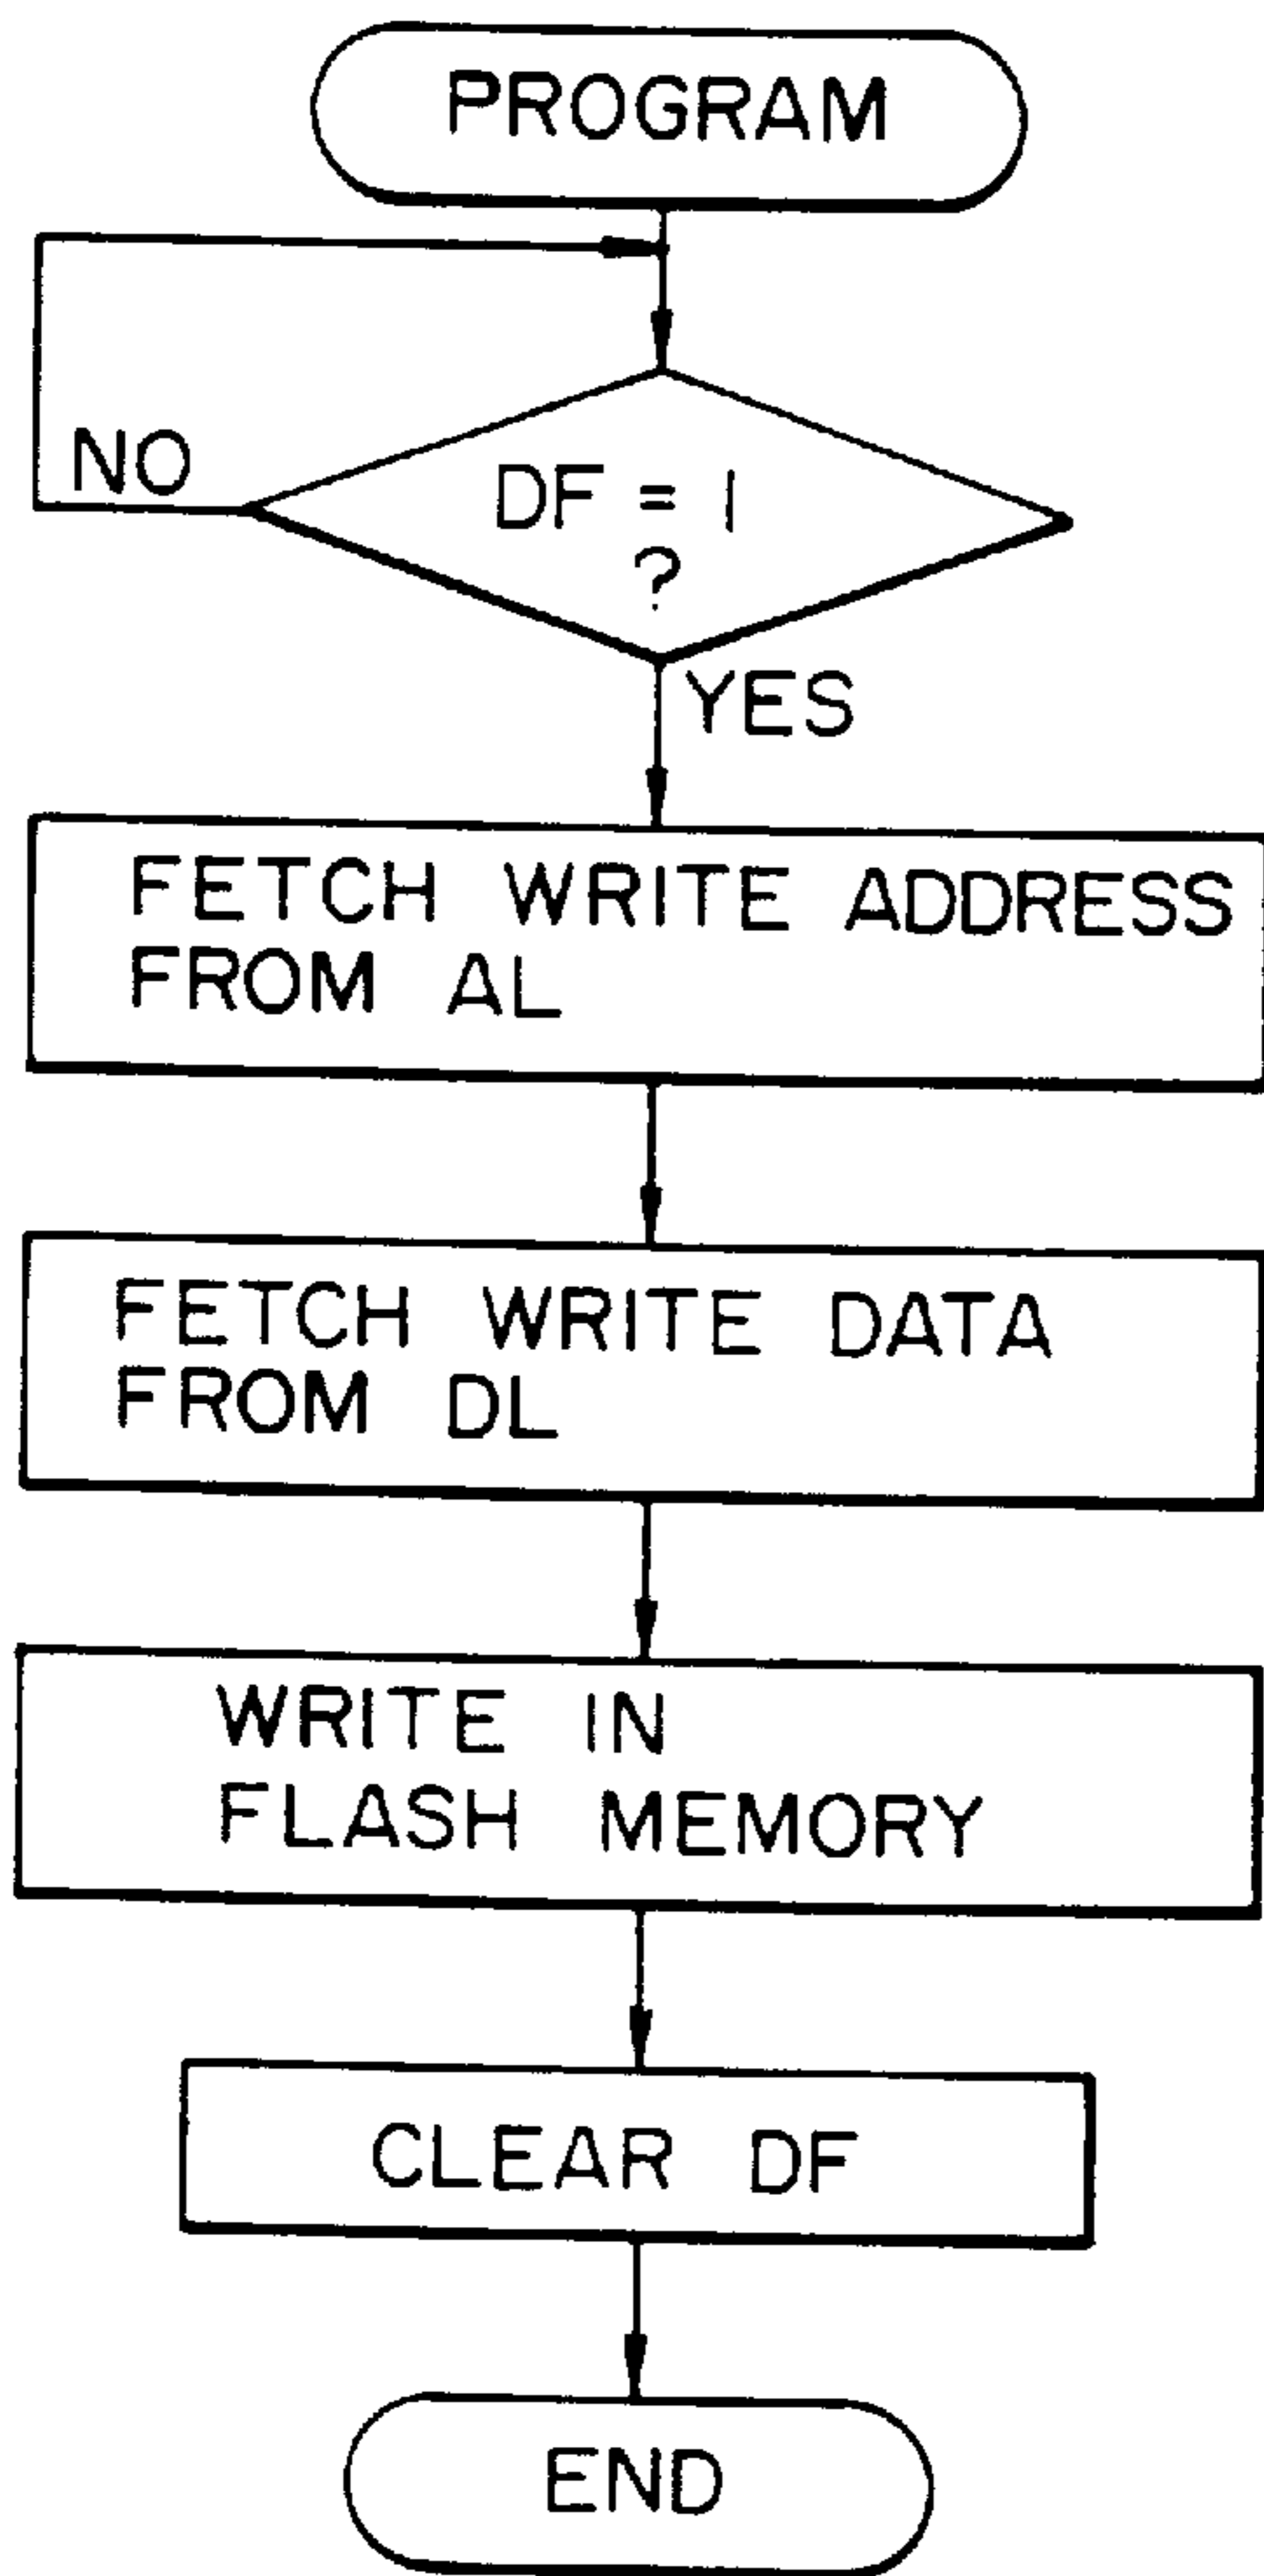 PROGRAM
NO
DF = 1
?
YES
FETCH WRITE ADDRESS
FROM AL
FETCH WRITE DATA
FROM DL
WRITE IN
FLASH MEMORY
CLEAR DF
END